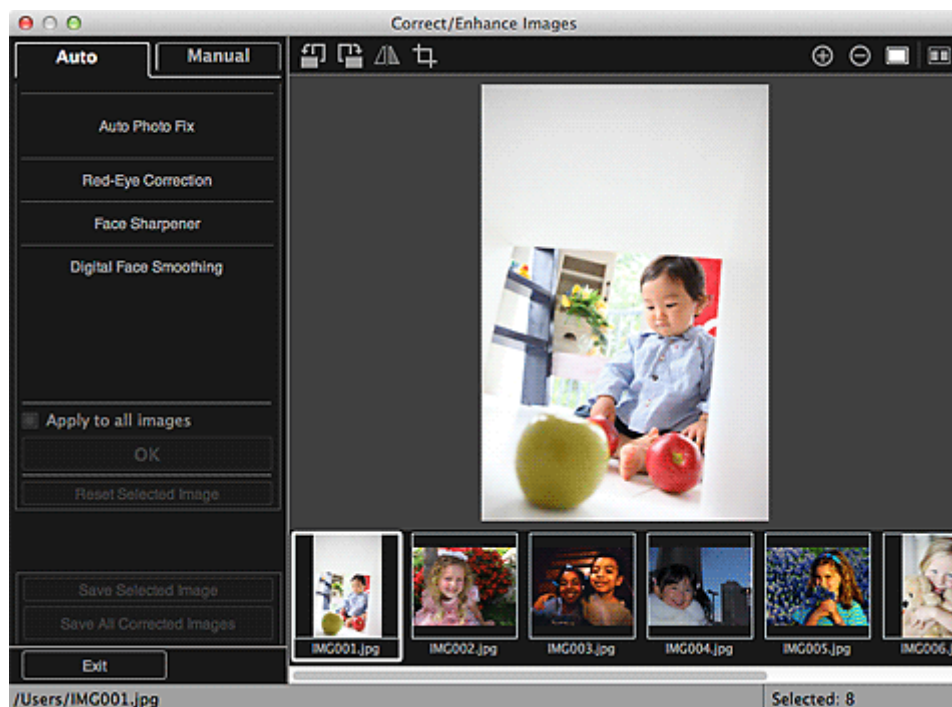 Correct/Enhance Images
Auto
Manual
Auto Photo Fix
Red-Eye Correction
Face Sharpener
Digital Face Smoothing
Apply to all images
OK
Reset Selected Image
Save Selected Image
Save All Corrected Images
Exit
IMG001.jpg
IMG002.jpg
IMG003.jpg
IMG004.jpg
IMG005.jpg
IMG006.j
/Users/IMG001.jpg
Selected: 8